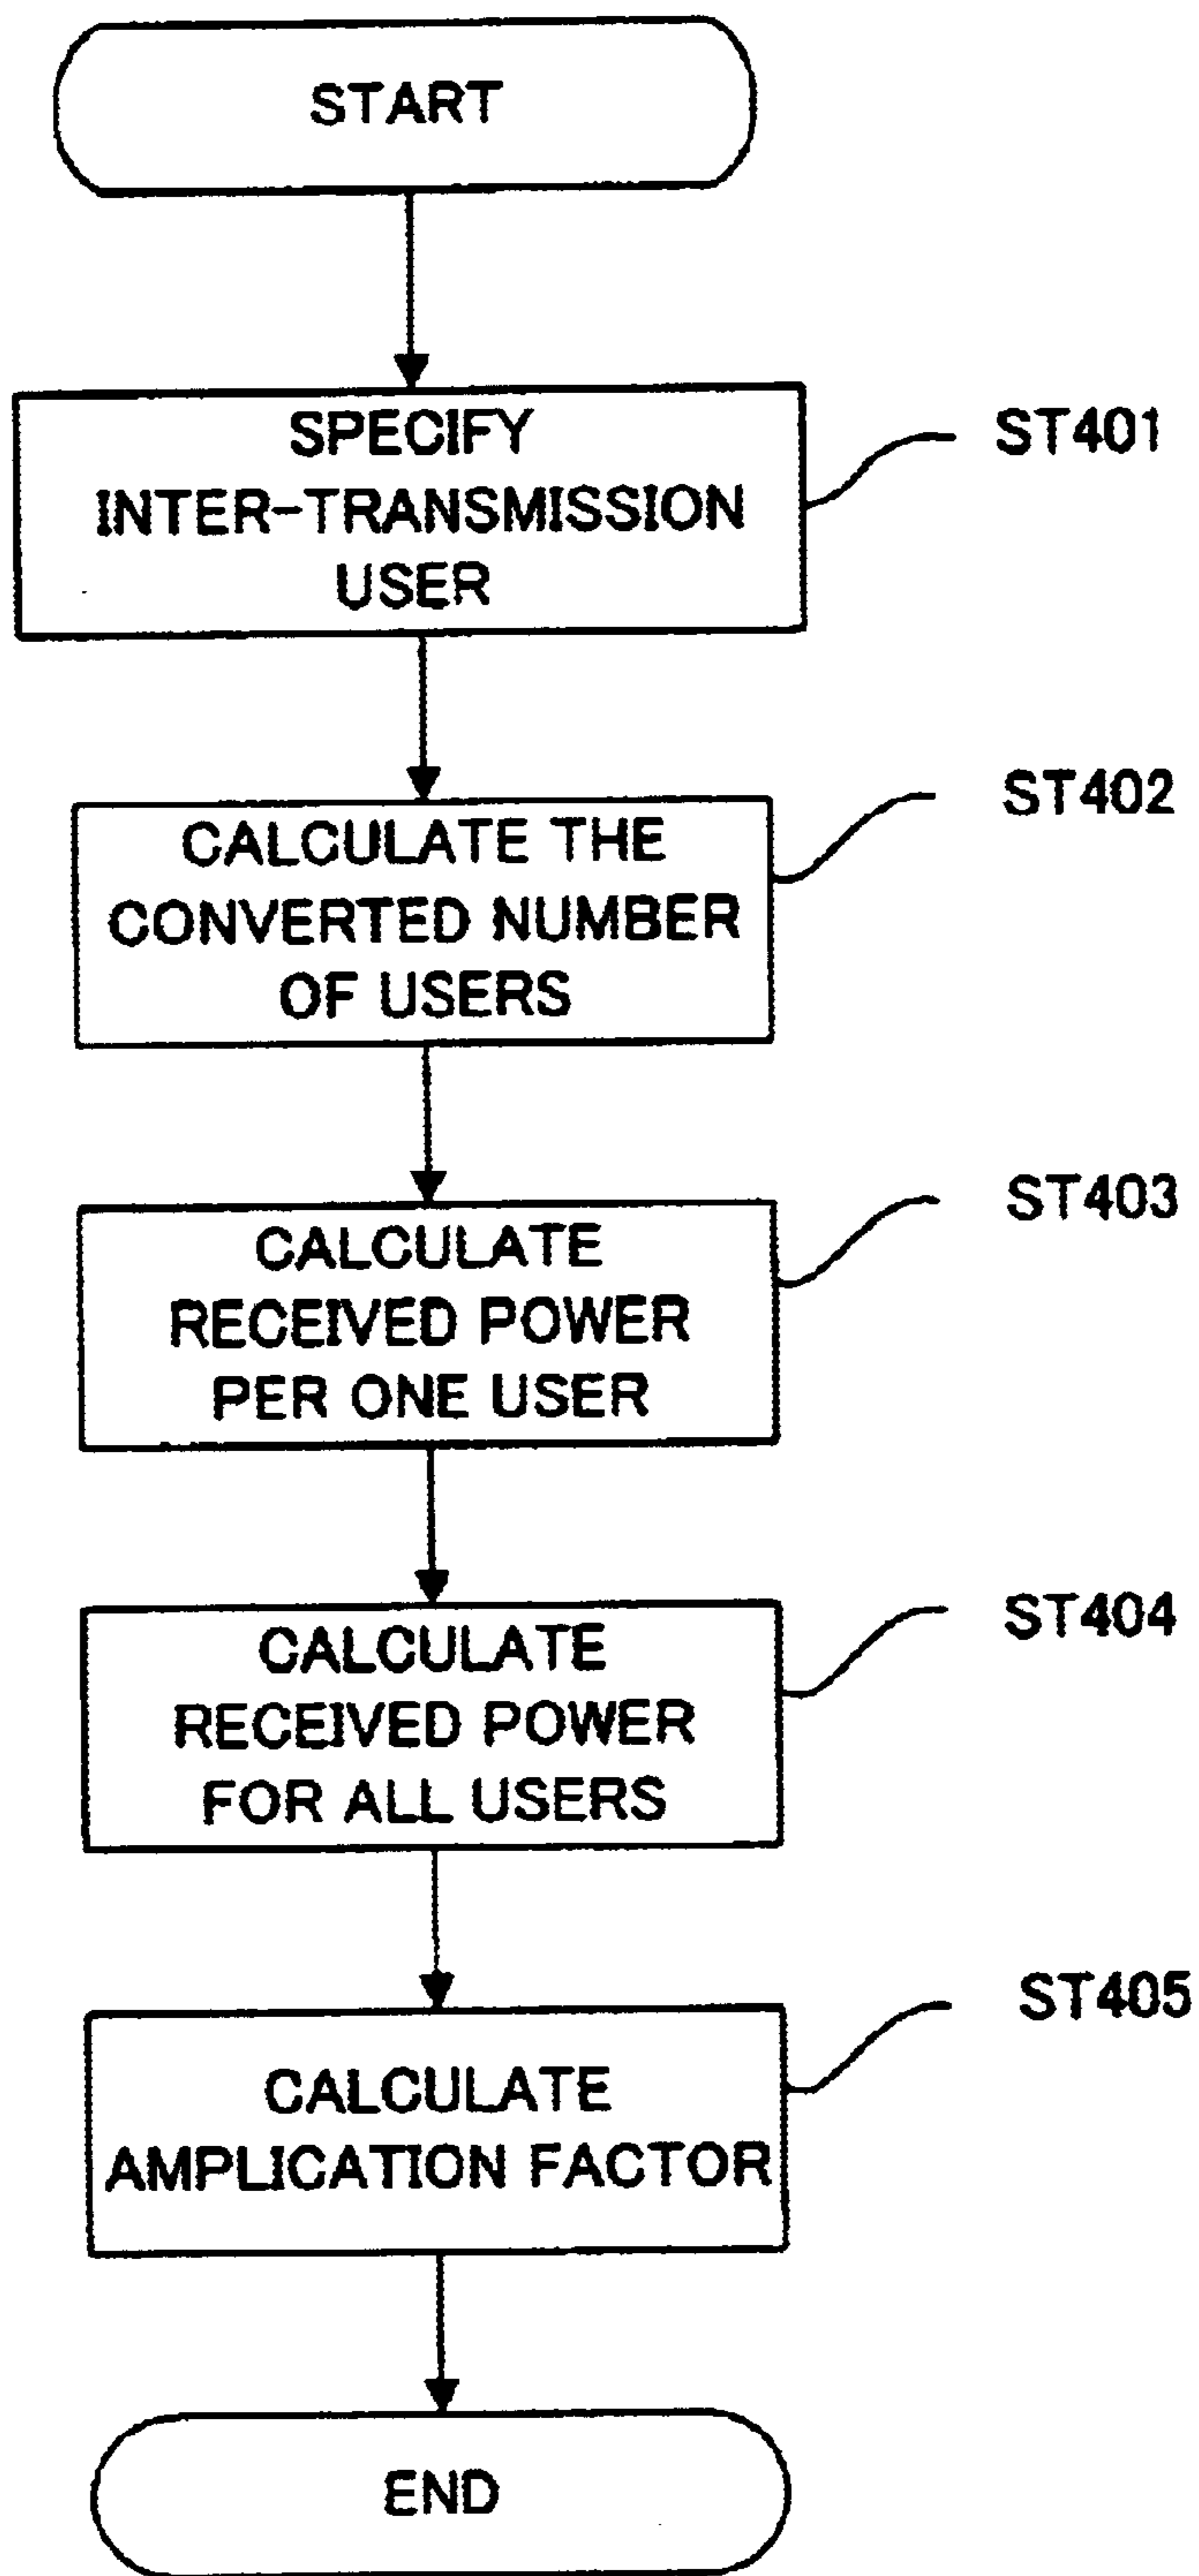 START
SPECIFY
INTER-TRANSMISSION
USER
ST401
CALCULATE THE
CONVERTED NUMBER
OF USERS
ST402
CALCULATE
RECEIVED POWER
PER ONE USER
ST403
CALCULATE
RECEIVED POWER
FOR ALL USERS
ST404
CALCULATE
AMPLICATION FACTOR
ST405
END